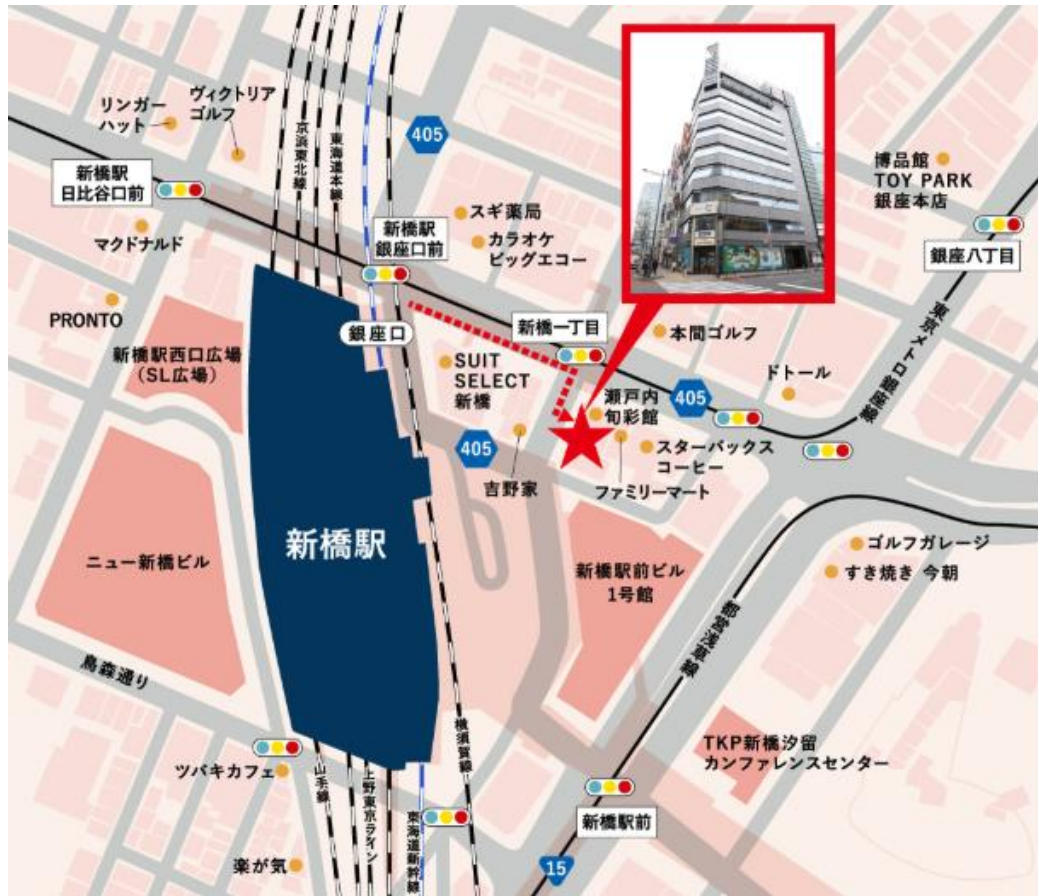 リンガー
ハット
ヴィクトリア
ゴルフ
京浜東北線
東海道本線
405
新橋駅
日比谷口前
マクドナルド
新橋駅
銀座口前
スギ薬局
カラオケ
ビッグエコー
博品館
TOY PARK
銀座本店
銀座八丁目
東京メトロ銀座線
PRONTO
新橋駅西口広場
(SL広場)
銀座口
新橋一丁目
本間ゴルフ
SUIT
SELECT
新橋
瀬戸内
旬彩館
405
ドトール
405
吉野家
スターバックス
コーヒー
ファミリーマート
新橋駅
ニュー新橋ビル
新橋駅前ビル
1号館
ゴルフガレージ
すき焼き 今朝
都営浅草線
烏森通り
横須賀線
TKP新橋汐留
カンファレンスセンター
ツバキカフェ
山手線
上野東京ライン
東海道新幹線
新橋駅前
楽が気
15